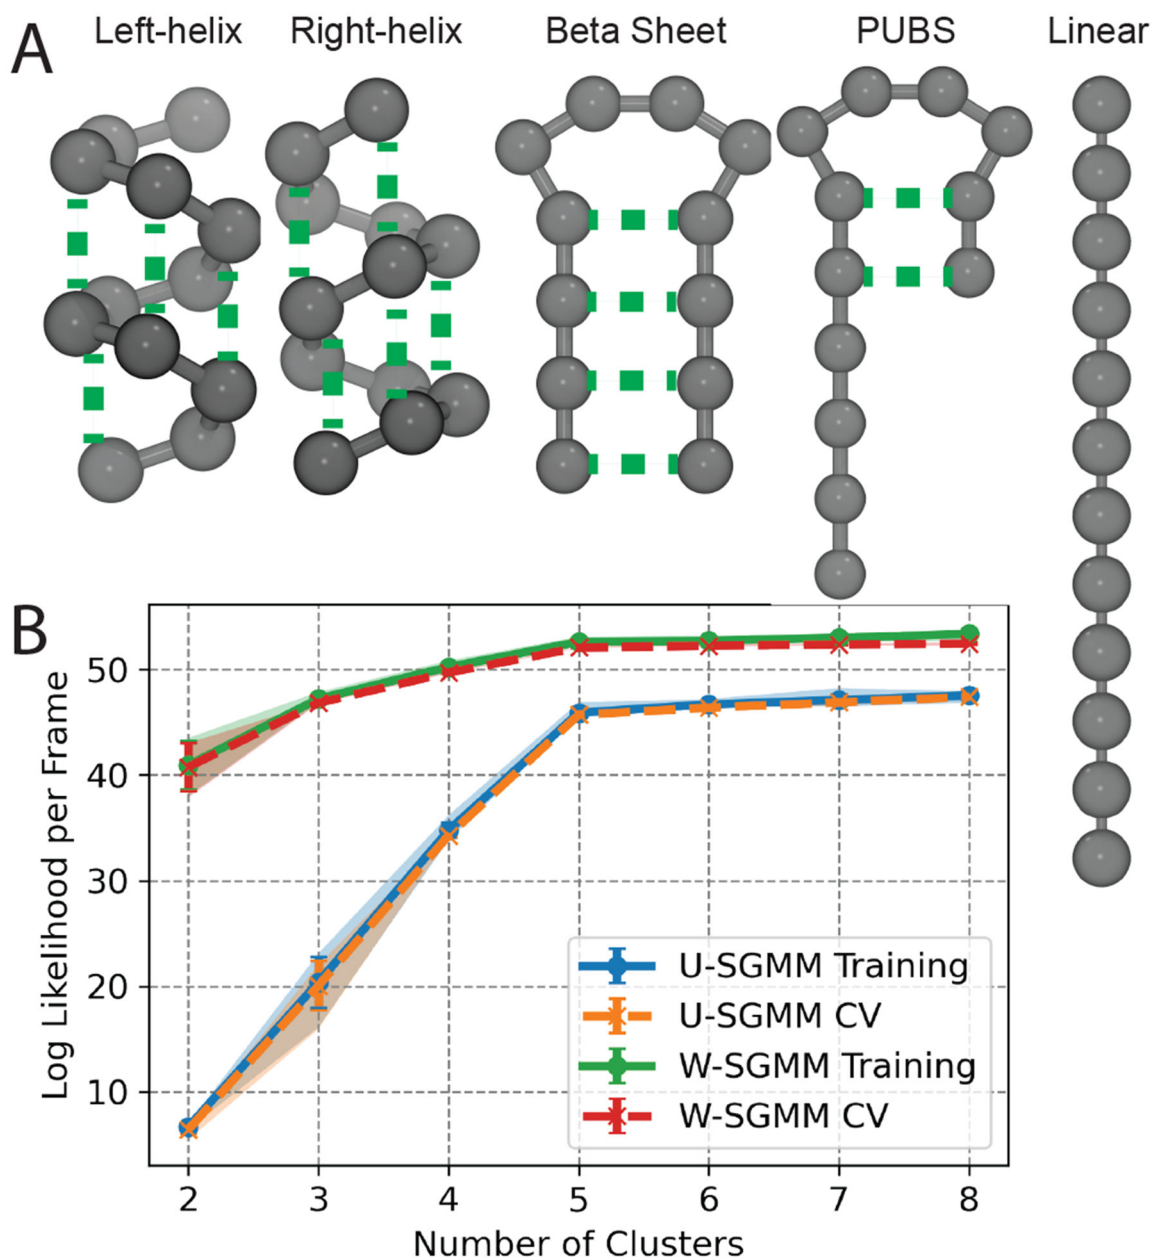 A
Left-helix Right-helix Beta Sheet PUBS Linear
B
Log Likelihood per Frame
50
40
30
20
10
U-SGMM Training
U-SGMM CV
W-SGMM Training
W-SGMM CV
2 3 4 5 6 7 8
Number of Clusters